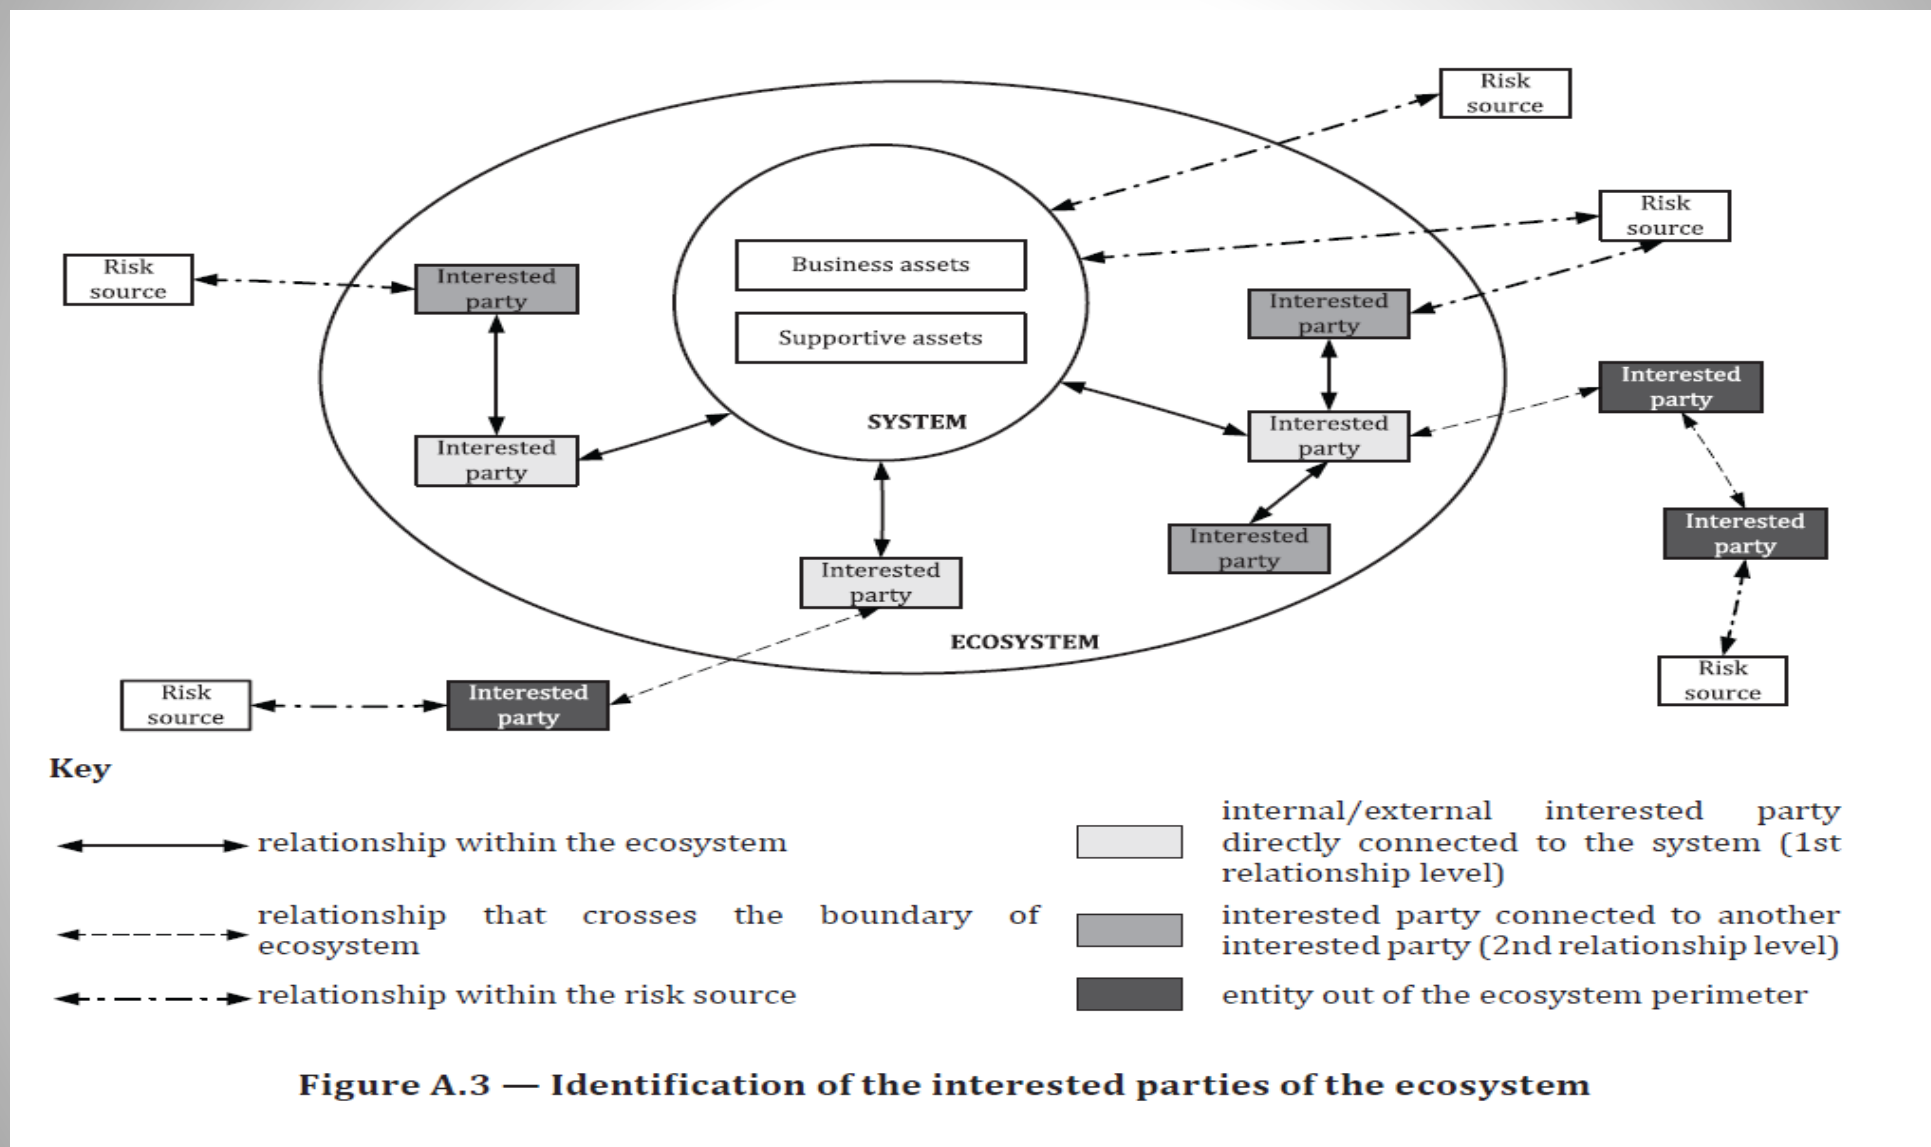 Risk
source
Risk
source
Business assets
Risk
source
Interested
party
Interested
party
Supportive assets
Interested
party
SYSTEM
Interested
party
Interested
party
Interested
party
Interested
party
Interested
party
ECOSYSTEM
Risk
source
Risk
source
Interested
party
Key
relationship within the ecosystem
relationship that crosses the boundary of
ecosystem
relationship within the risk source
internal/external interested party
directly connected to the system (1st
relationship level)
interested party connected to another
interested party (2nd relationship level)
entity out of the ecosystem perimeter
Figure A.3 — Identification of the interested parties of the ecosystem